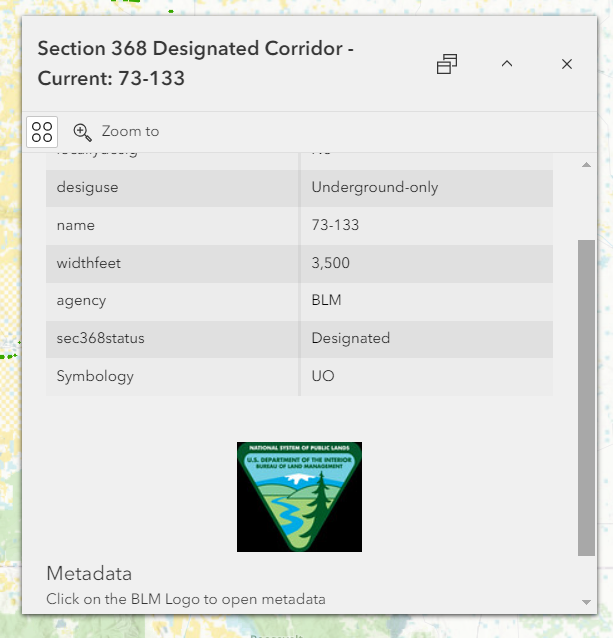 Section 368 Designated Corridor -
Current: 73-133
Zoom to
desiguse Underground-only
name 73-133
widthfeet 3,500
agency BLM
sec368status Designated
Symbology UO
NATIONAL SYSTEM OF PUBLIC LANDS
U.S. DEPARTMENT OF THE INTERIOR
BUREAU OF LAND MANAGEMENT
Metadata
Click on the BLM Logo to open metadata